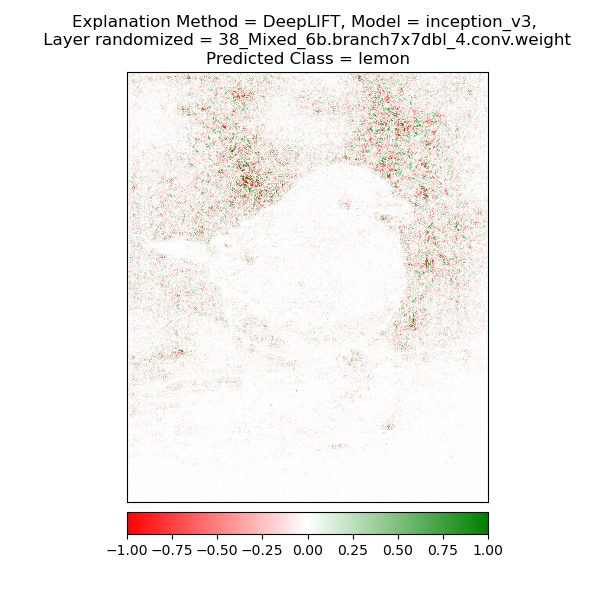 Explanation Method = DeepLIFT, Model = inception_v3,
Layer randomized = 38_Mixed_6b.branch7x7dbl_4.conv.weight
Predicted Class = lemon
−1.00 −0.75 −0.50 −0.25 0.00 0.25 0.50 0.75 1.00